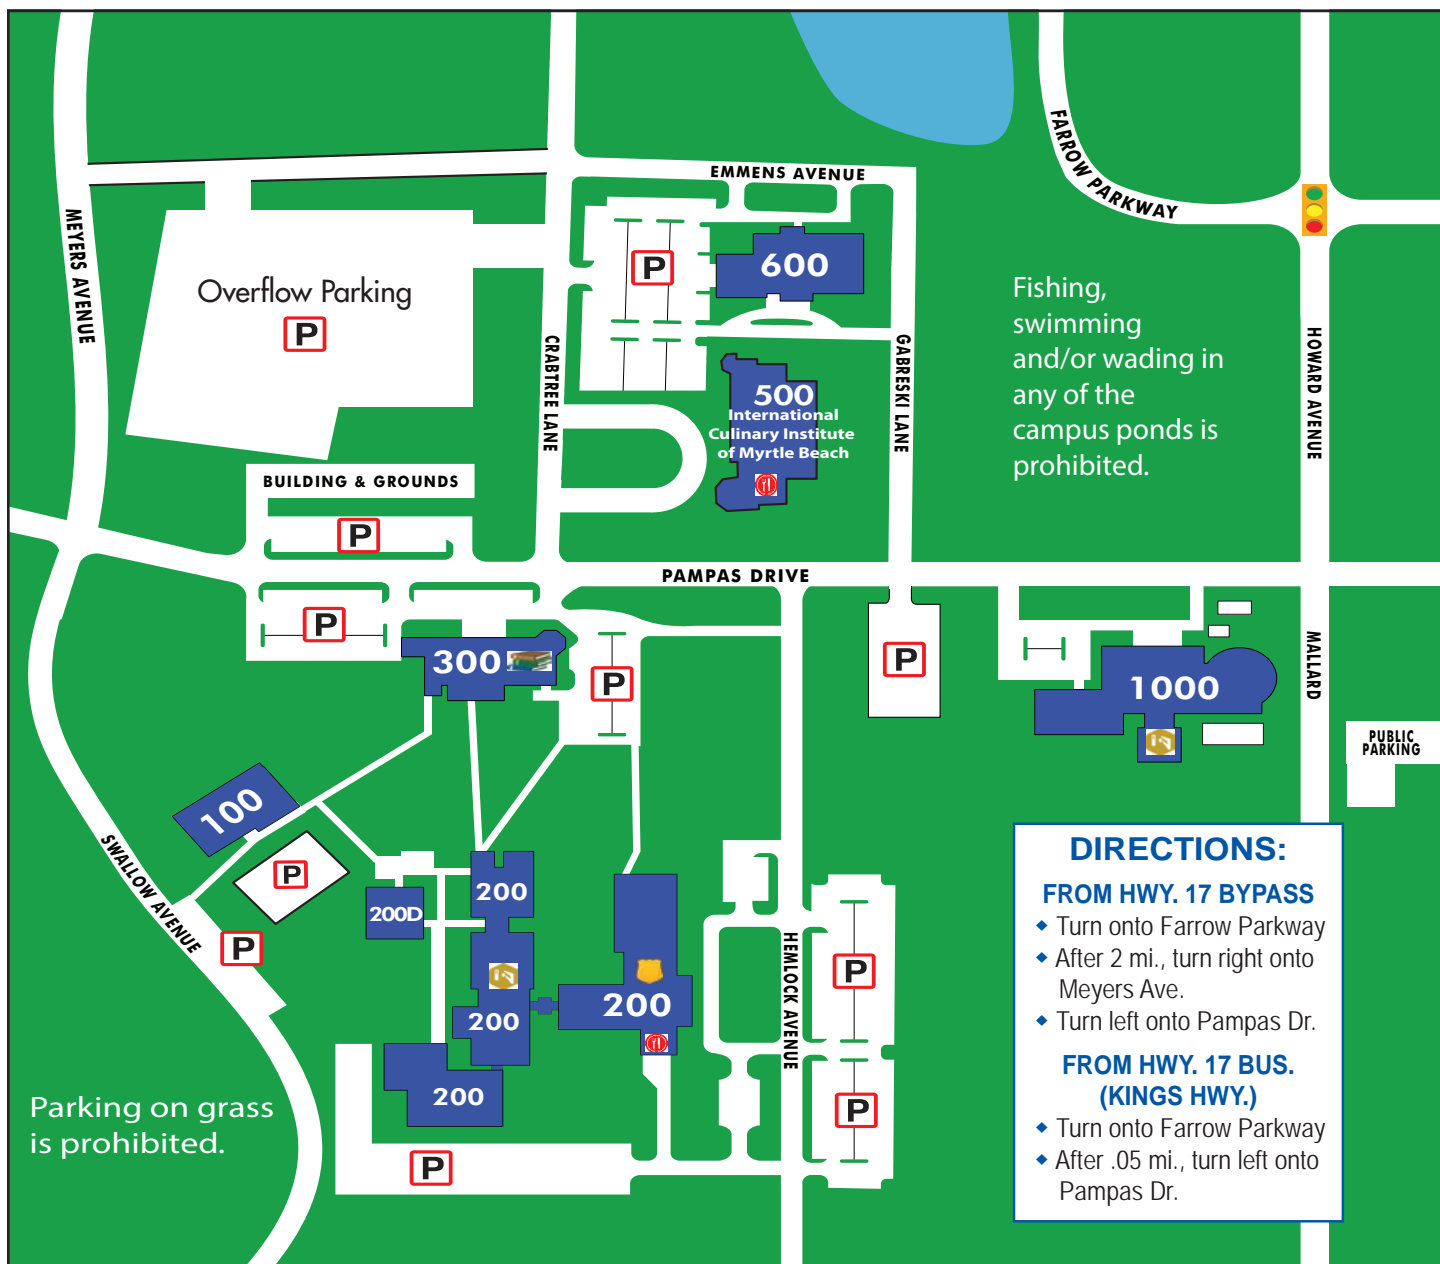 EMMENS AVENUE
FARROW PARKWAY
MEYERS AVENUE
Overflow Parking
P
P
600
Fishing,
swimming
and/or wading in
any of the
campus ponds is
prohibited.
CRABTREE LANE
GABRESKI LANE
HOWARD AVENUE
500
International
Culinary Institute
of Myrtle Beach
BUILDING & GROUNDS
P
PAMPAS DRIVE
P
300
P
P
1000
MALLARD
PUBLIC
PARKING
100
P
SWALLOW AVENUE
P
200D
200
200
200
200
HEMLOCK AVENUE
P
P
P
Parking on grass
is prohibited.
DIRECTIONS:
FROM HWY. 17 BYPASS
◆ Turn onto Farrow Parkway
◆ After 2 mi., turn right onto
Meyers Ave.
◆ Turn left onto Pampas Dr.
FROM HWY. 17 BUS.
(KINGS HWY.)
◆ Turn onto Farrow Parkway
◆ After .05 mi., turn left onto
Pampas Dr.